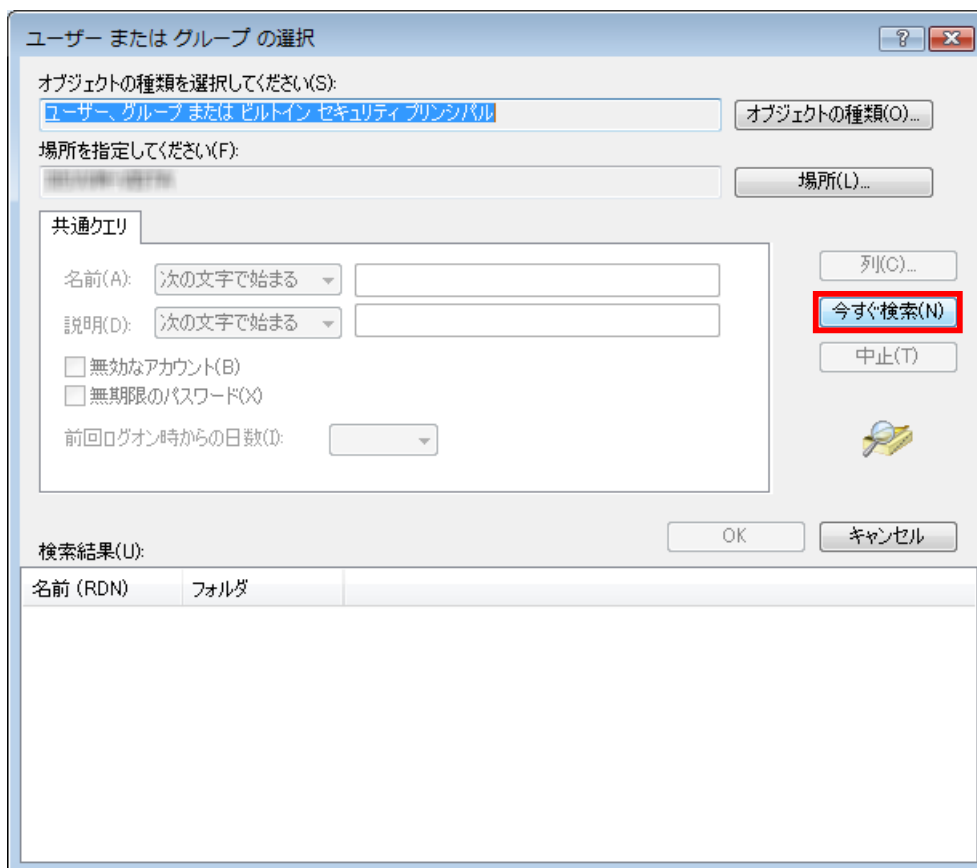 ユーザー または グループ の選択
オブジェクトの種類を選択してください(S):
ユーザー、グループ または ビルトイン セキュリティ プリンシパル
オブジェクトの種類(O)...
場所を指定してください(F):
場所(L)...
共通クエリ
名前(A): 次の文字で始まる
列(C)...
説明(D): 次の文字で始まる
今すぐ検索(N)
無効なアカウント(B)
中止(T)
無期限のパスワード(X)
前回ログオン時からの日数(I):
OK キャンセル
検索結果(U):
名前 (RDN) フォルダ